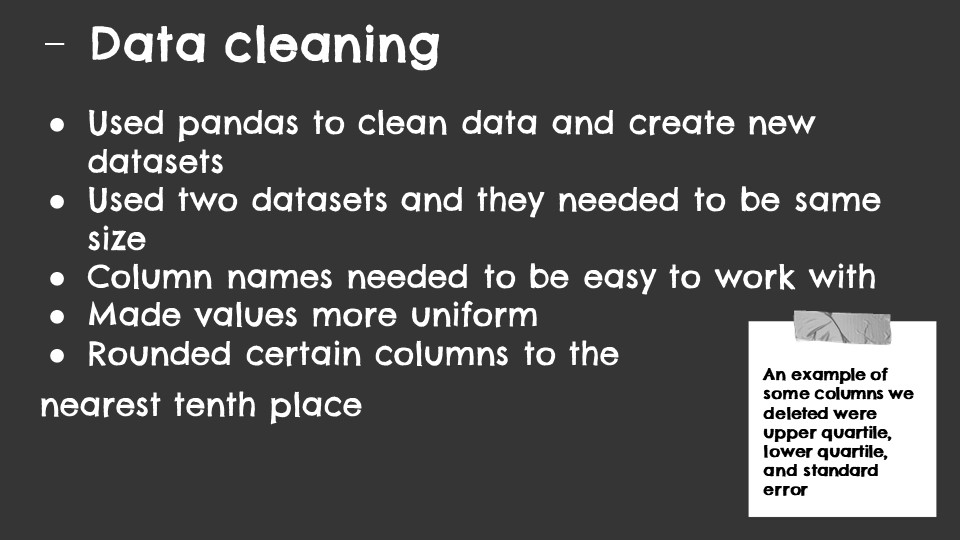 – Data cleaning
● Used pandas to clean data and create new
datasets
● Used two datasets and they needed to be same
size
● Column names needed to be easy to work with
● Made values more uniform
● Rounded certain columns to the
nearest tenth place
An example of
some columns we
deleted were
upper quartile,
lower quartile,
and standard
error